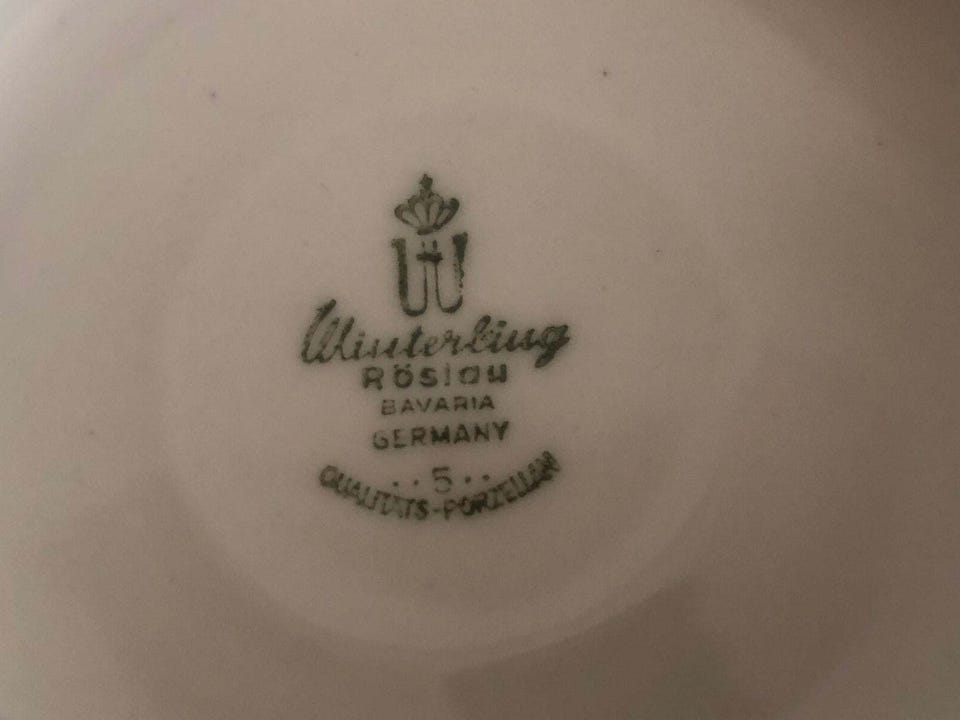 W
Winterling
Röslau
BAVARIA
GERMANY
··5··
QUALITÄTS-PORZELLAN